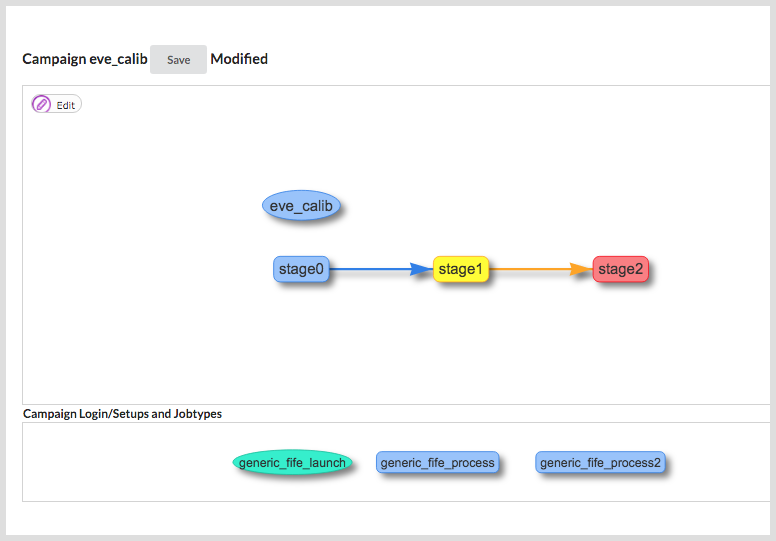 Campaign eve_calib Save Modified
Edit
eve_calib
stage0 stage1 stage2
Campaign Login/Setups and Jobtypes
generic_fife_launch generic_fife_process generic_fife_process2